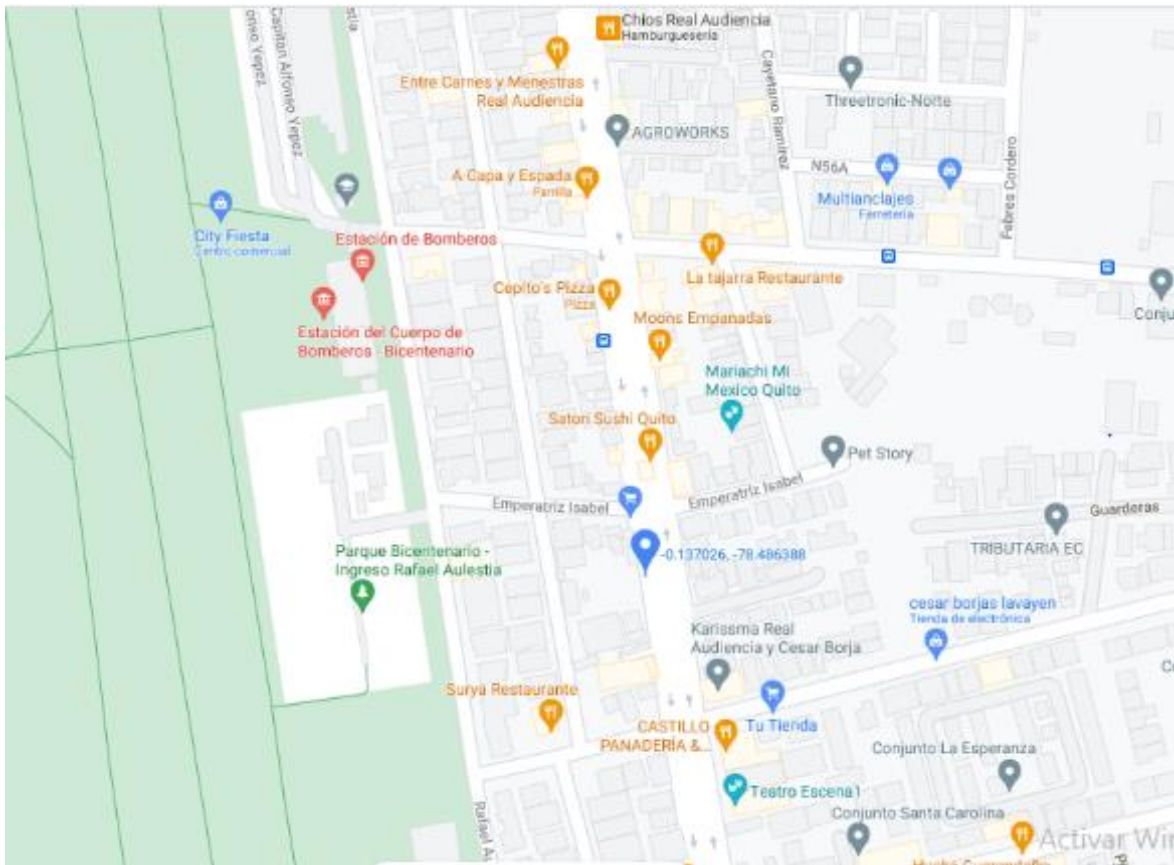 Chios Real Audiencia
Hamburguesería
onso Yepez
Capitan Alfonso Yepez
Entre Carnes y Menestras
Real Audiencia
Cayetano Ramirez
Threetronic-Norte
AGROWORKS
N56A
Febres Cordero
A Capa y Espada
Parrilla
Multianclajes
Ferretería
City Fiesta
Centro comercial
Estación de Bomberos
La tajarra Restaurante
Cepito's Pizza
Pizza
Conju
Moons Empanadas
Estación del Cuerpo de
Bomberos - Bicentenario
Mariachi Mi
Mexico Quito
Satori Sushi Quito
Pet Story
Emperatriz Isabel
Emperatriz Isabel
Guarderas
-0.137026, -78.486388
TRIBUTARIA EC
Parque Bicentenario -
Ingreso Rafael Aulestia
cesar borjas lavayen
Tienda de electrónica
Karissma Real
Audiencia y Cesar Borja
Surya Restaurante
Tu Tienda
CASTILLO
PANADERÍA &...
Conjunto La Esperanza
Teatro Escena1
Conjunto Santa Carolina
Rafael Au
Activar Win